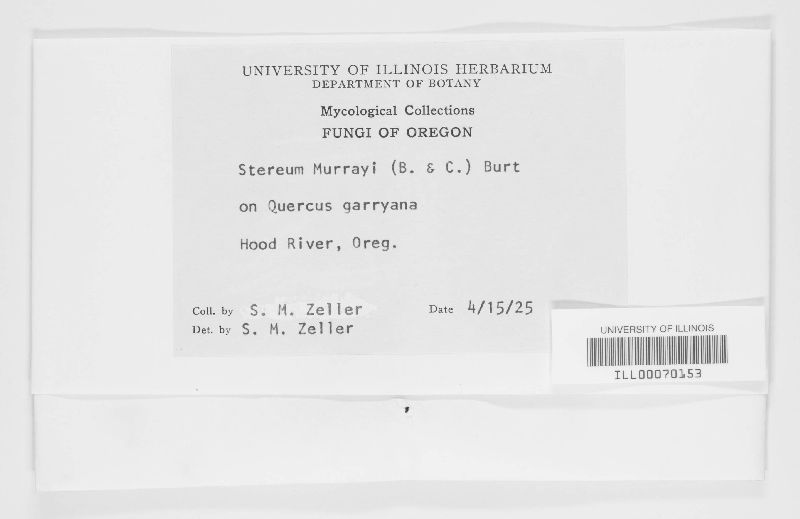 UNIVERSITY OF ILLINOIS HERBARIUM
DEPARTMENT OF BOTANY
Mycological Collections
FUNGI OF OREGON
Stereum Murrayi (B. & C.) Burt
on Quercus garryana
Hood River, Oreg.
Coll. by S. M. Zeller Date 4/15/25
Det. by S. M. Zeller
UNIVERSITY OF ILLINOIS
ILL00070153